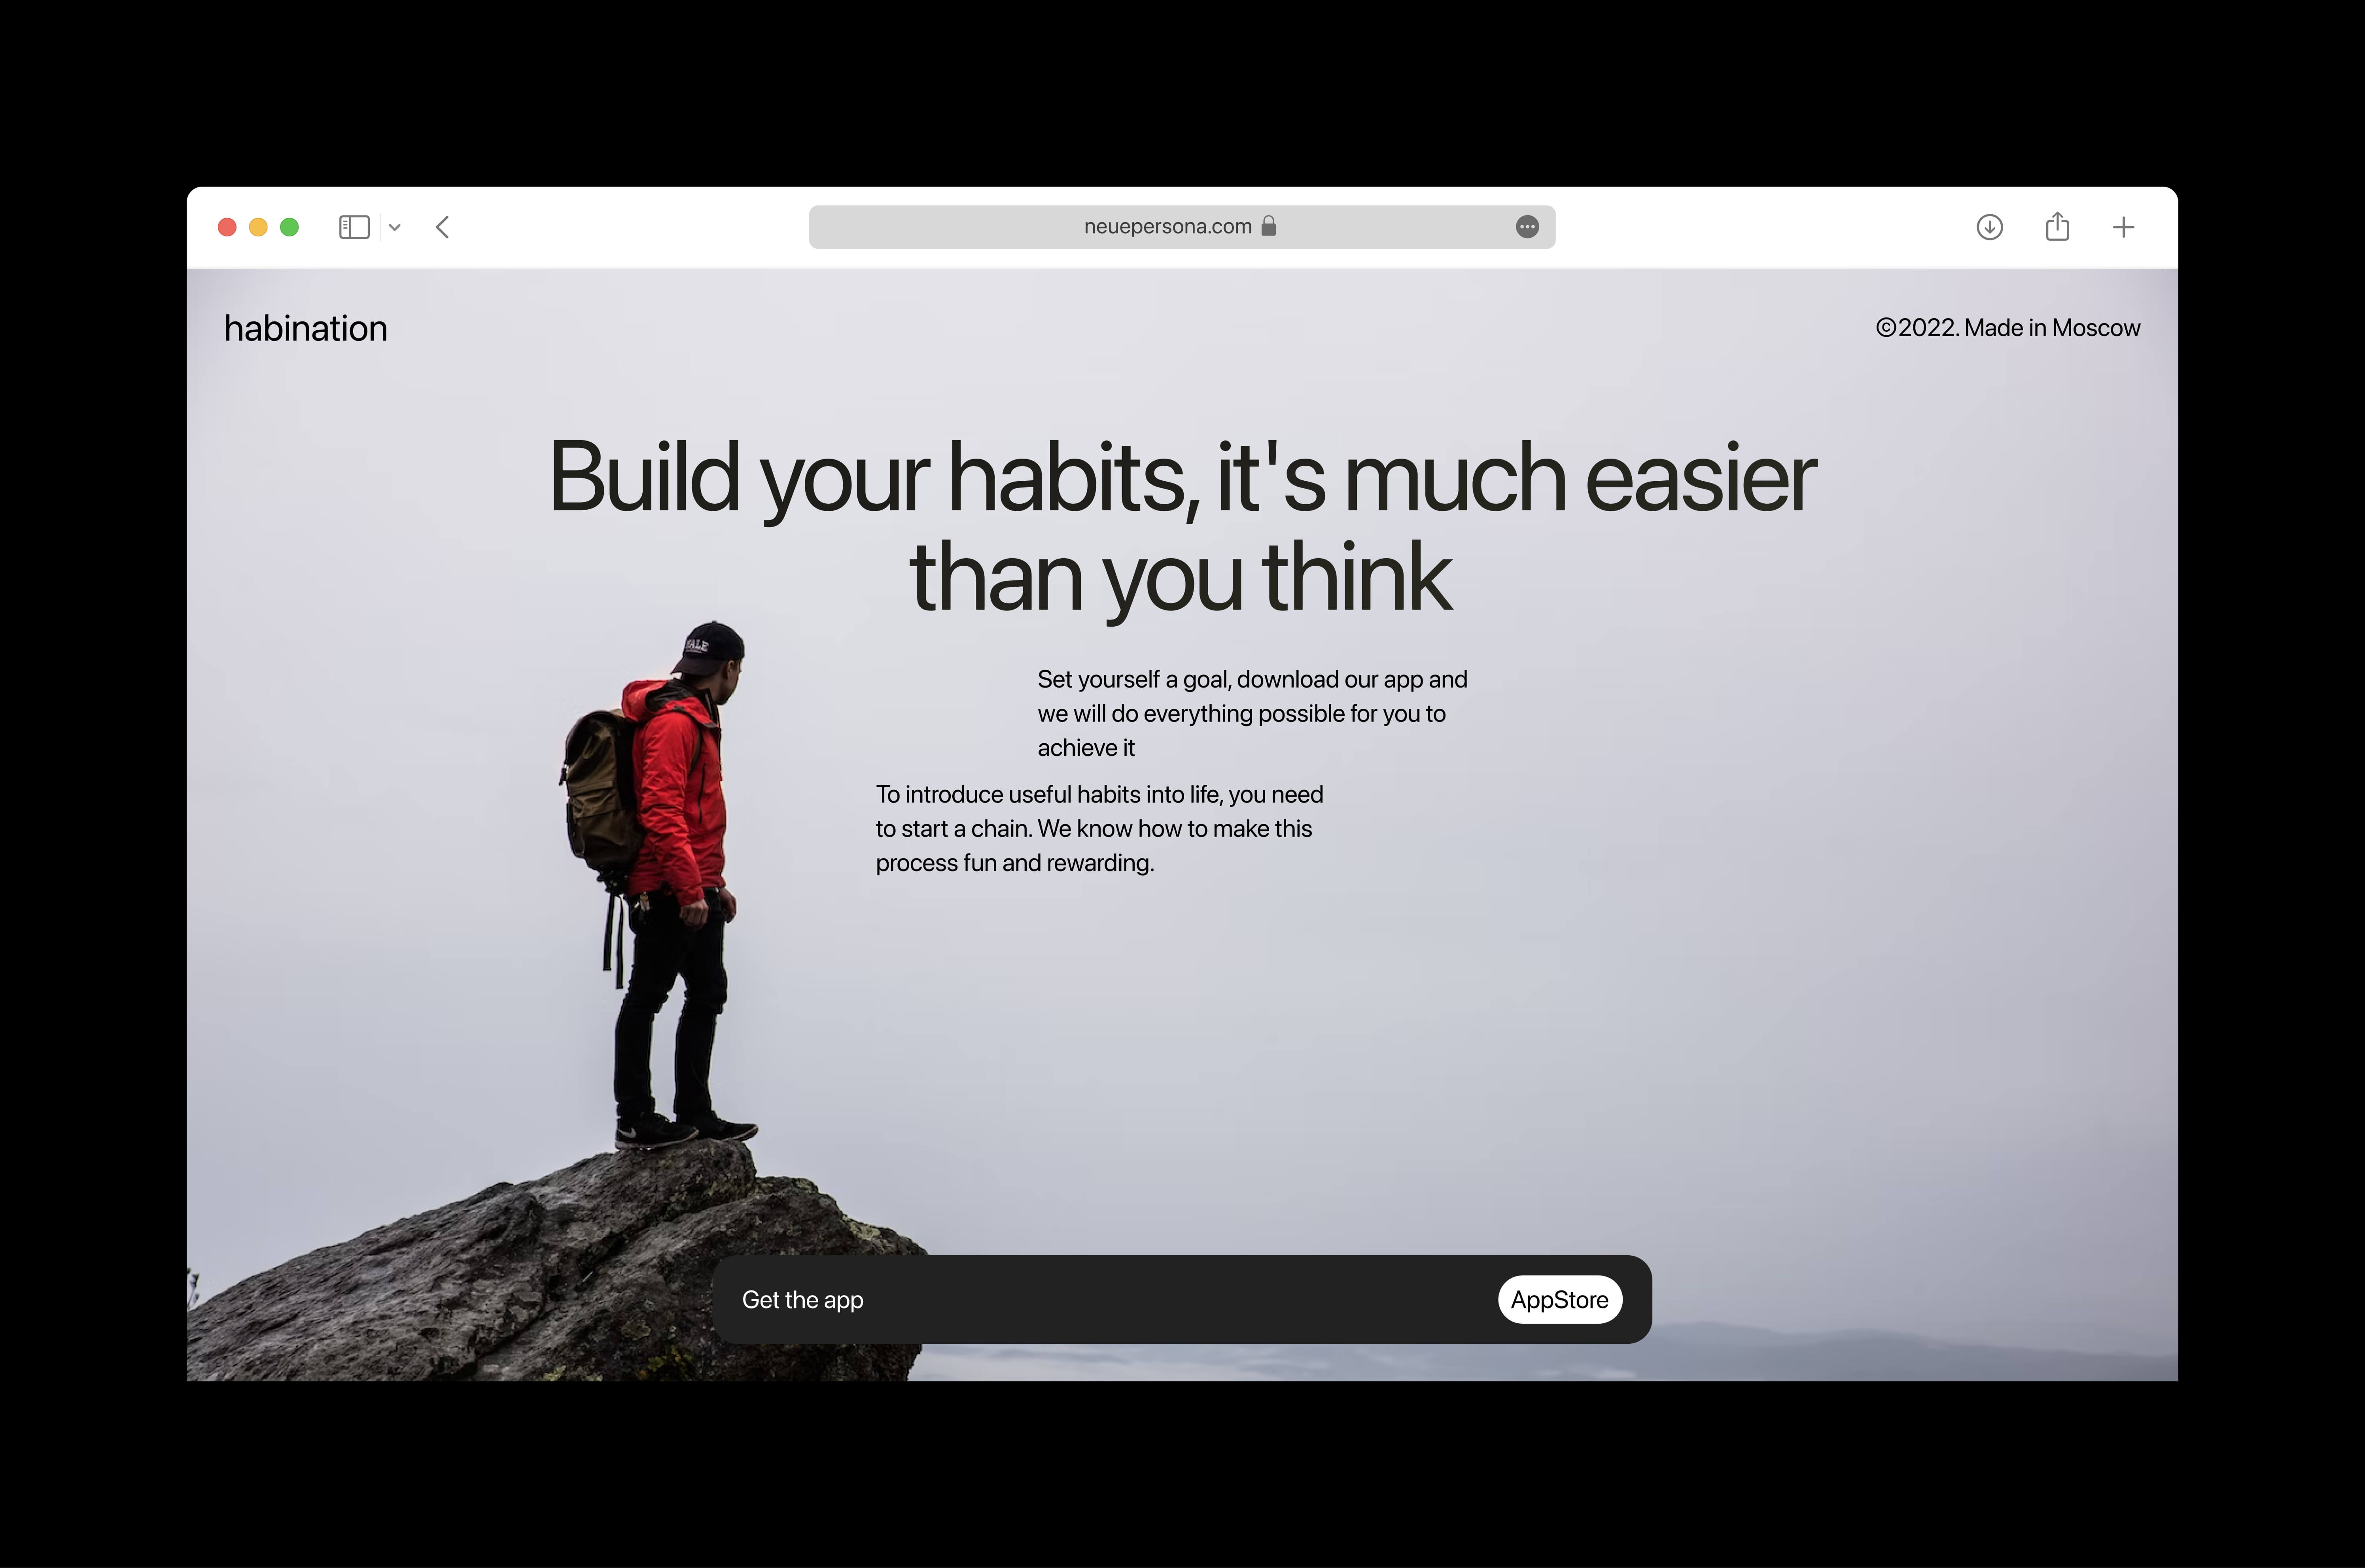 neuepersona.com
habination
©2022. Made in Moscow
Build your habits, it's much easier
than you think
Set yourself a goal, download our app and
we will do everything possible for you to
achieve it
To introduce useful habits into life, you need
to start a chain. We know how to make this
process fun and rewarding.
Get the app
AppStore